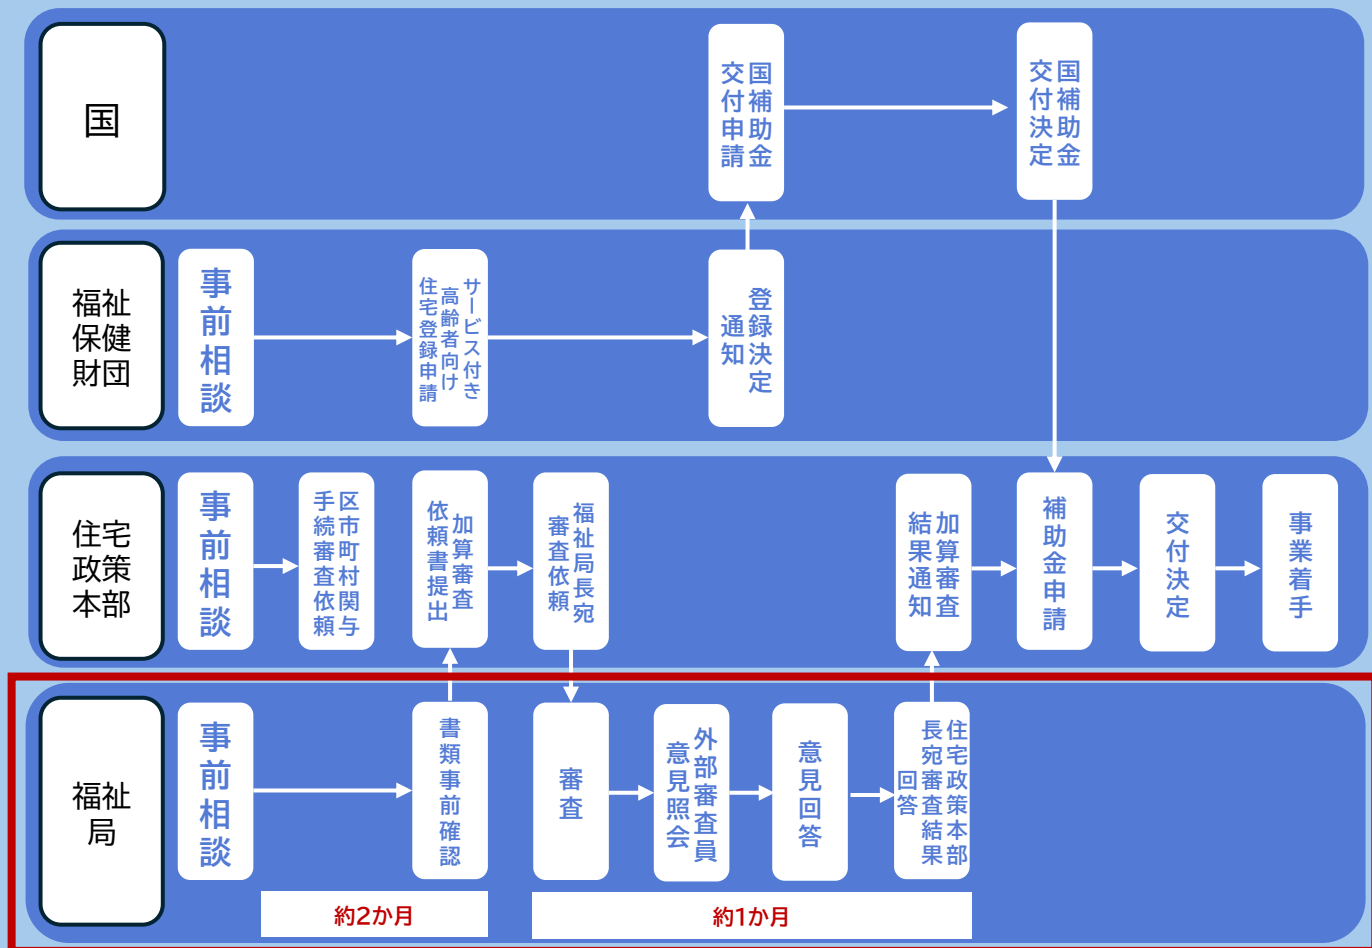 国
国補助金
交付申請
国補助金
交付決定
福祉
保健
財団
事前相談
サービス付き
高齢者向け
住宅登録申請
登録決定
通知
住宅
政策
本部
事前相談
区市町村関与
手続審査依頼
加算審査
依頼書提出
福祉局長宛
審査依頼
加算審査
結果通知
補助金申請
交付決定
事業着手
福祉
局
事前相談
書類事前確認
審査
外部審査員
意見照会
意見回答
住宅政策本部
長宛審査結果
回答
約2か月
約1か月